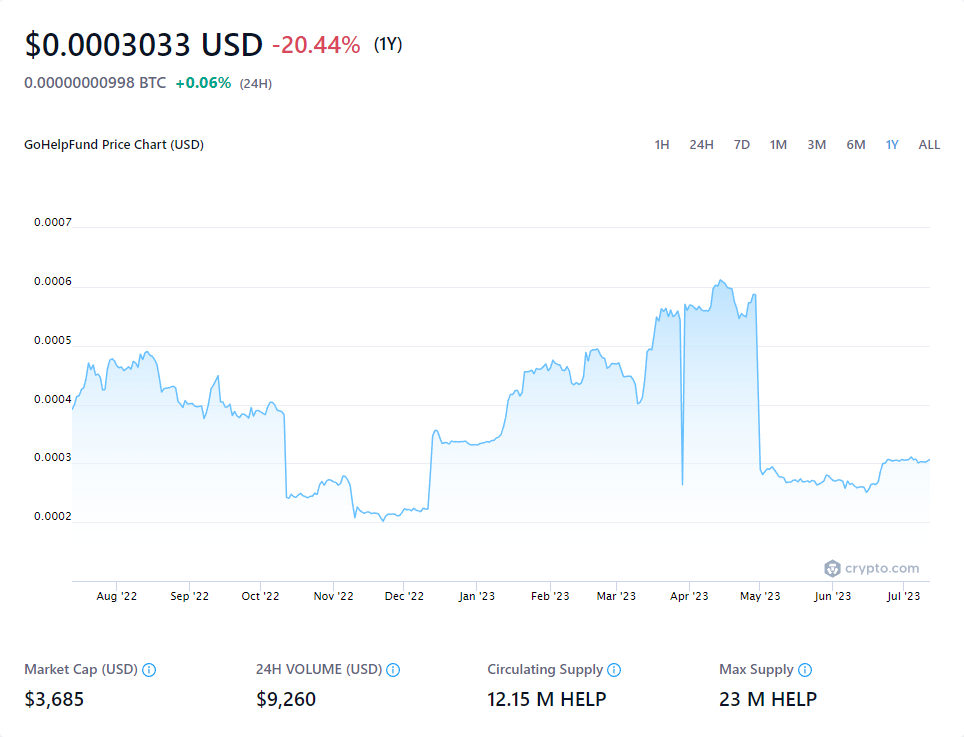 $0.0003033 USD -20.44% (1Y)
0.00000000998 BTC +0.06% (24H)
GoHelpFund Price Chart (USD) 1H 24H 7D 1M 3M 6M 1Y ALL
0.0007
0.0006
0.0005
0.0004
0.0003
0.0002
crypto.com
Aug '22 Sep '22 Oct '22 Nov '22 Dec '22 Jan '23 Feb '23 Mar '23 Apr '23 May '23 Jun '23 Jul '23
Market Cap (USD) 24H VOLUME (USD) Circulating Supply Max Supply
$3,685 $9,260 12.15 M HELP 23 M HELP